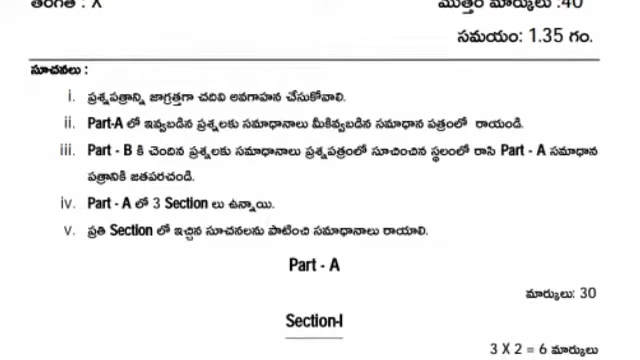 తరగతి : X
మొత్తం మార్కులు :40
సమయం: 1.35 గం.
సూచనలు :
i. ప్రశ్నపత్రాన్ని జాగ్రత్తగా చదివి అవగాహన చేసుకోవాలి.
ii. Part-A లో ఇవ్వబడిన ప్రశ్నలకు సమాధానాలు మీకివ్వబడిన సమాధాన పత్రంలో రాయండి.
iii. Part - B కి చెందిన ప్రశ్నలకు సమాధానాలు ప్రశ్నపత్రంలో సూచించిన స్థలంలో రాసి Part - A సమాధాన
పత్రానికి జతపరచండి.
iv. Part - A లో 3 Section లు ఉన్నాయి.
v. ప్రతి Section లో ఇచ్చిన సూచనలను పాటించి సమాధానాలు రాయాలి.
Part - A
మార్కులు: 30
Section-I
3 X 2 = 6 మార్కులు